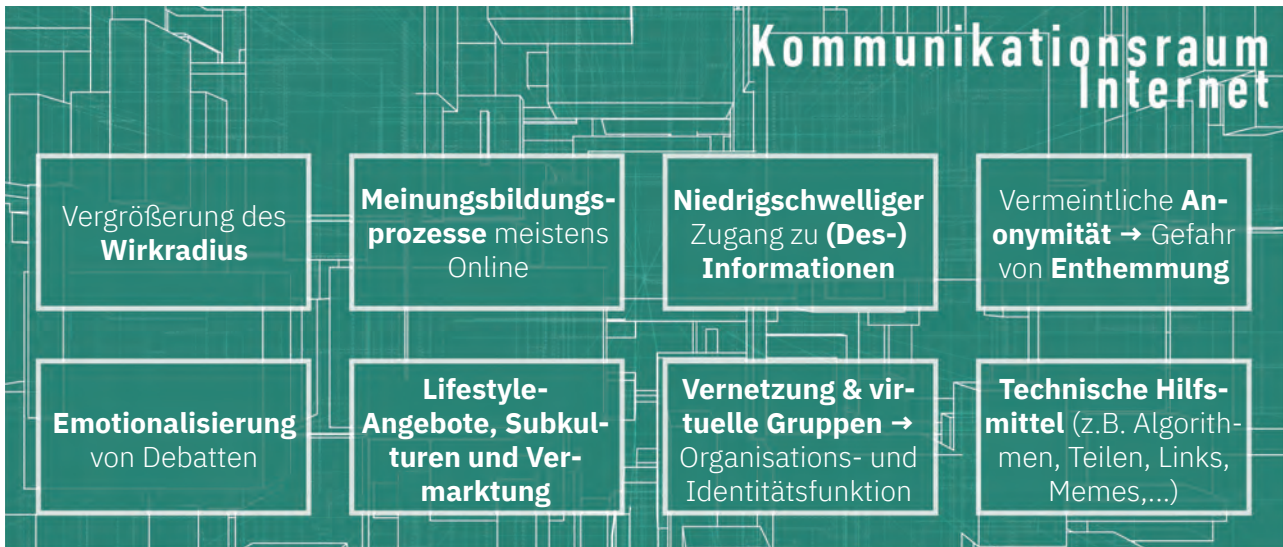 Kommunikationsraum
Internet
Vergrößerung des
Wirkradius
Meinungsbildungs-
prozesse meistens
Online
Niedrigschwelliger
Zugang zu (Des-)
Informationen
Vermeintliche An-
onymität → Gefahr
von Enthemmung
Emotionalisierung
von Debatten
Lifestyle-
Angebote, Subkul-
turen und Ver-
marktung
Vernetzung & vir-
tuelle Gruppen →
Organisations- und
Identitätsfunktion
Technische Hilfs-
mittel (z.B. Algorith-
men, Teilen, Links,
Memes,...)